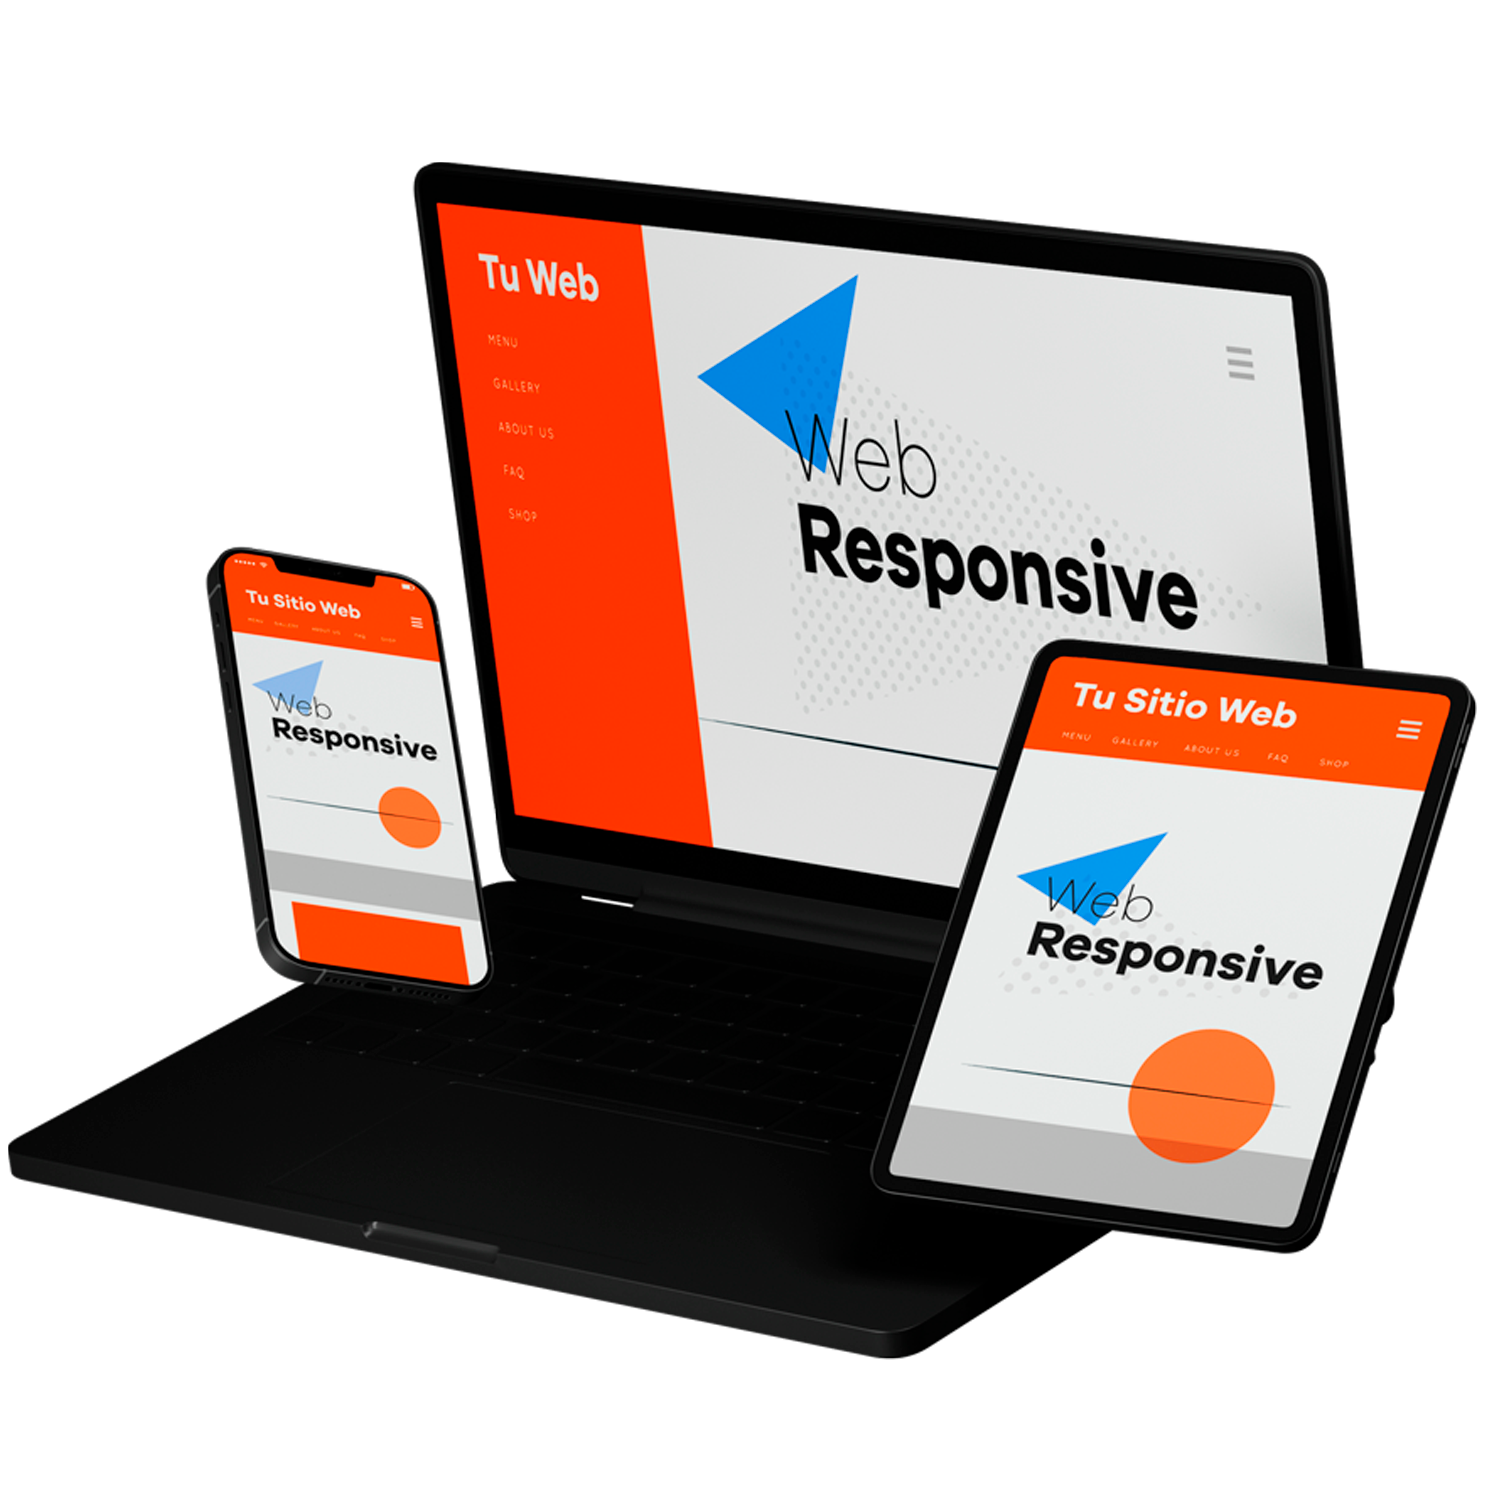 Tu Web
MENU
GALLERY
ABOUT US
FAQ
SHOP
Web
Responsive
Tu Sitio Web
MENU GALLERY ABOUT US FAQ SHOP
Web
Responsive
Tu Sitio Web
MENU GALLERY ABOUT US FAQ SHOP
Web
Responsive